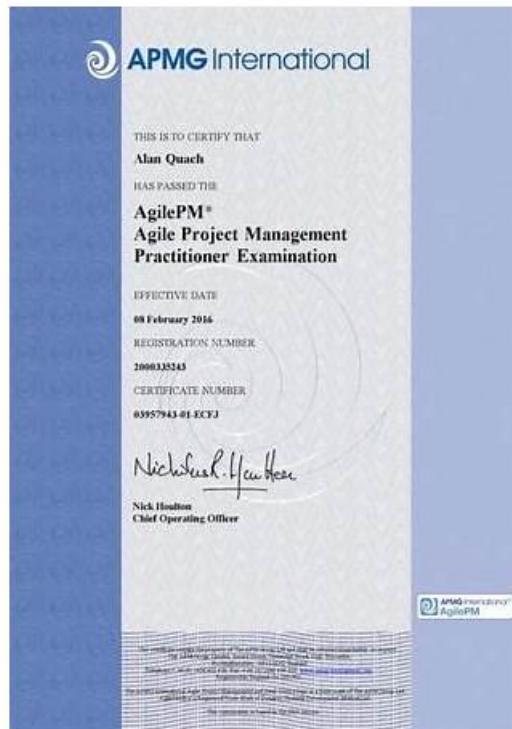 APMG International
THIS IS TO CERTIFY THAT
Alan Quach
HAS PASSED THE
AgilePM®
Agile Project Management
Practitioner Examination
EFFECTIVE DATE
08 February 2016
REGISTRATION NUMBER
2000335243
CERTIFICATE NUMBER
03957943-01-ECFJ
Nick Houlton
Chief Operating Officer
APMG International
AgilePM